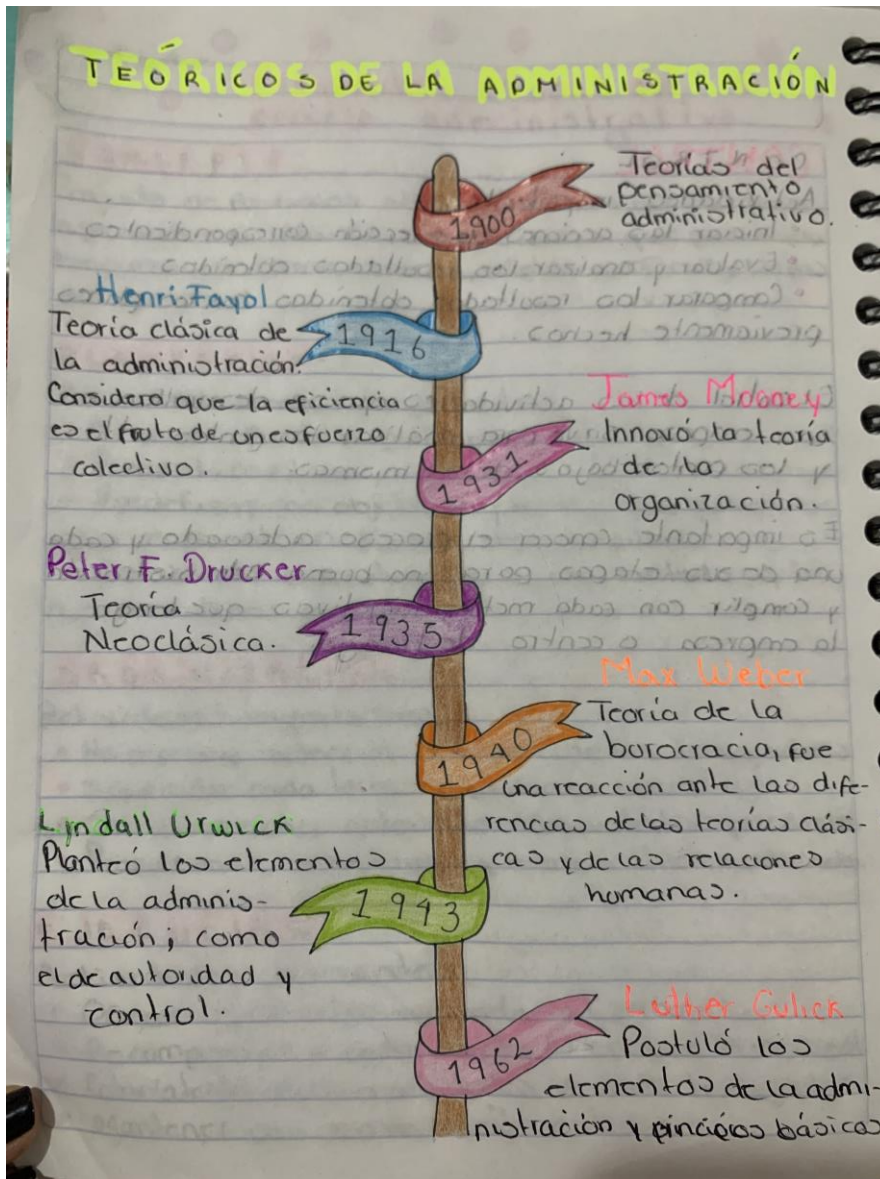 TEÓRICOS DE LA ADMINISTRACIÓN
1900
Teorías del
pensamiento
administrativo.
Henri Fayol
1916
Teoría clásica de
la administración.
Considero que la eficiencia
es el fruto de un esfuerzo
colectivo.
James Mooney
1931
Innovó la teoría
de la
organización.
Peter F. Drucker
1935
Teoría
Neoclásica.
Max Weber
1940
Teoría de la
burocracia, fue
una reacción ante las dife-
rencias de las teorías clási-
cas y de las relaciones
humanas.
Lyndall Urwick
1943
Planteó los elementos
de la adminis-
tración; como
el de autoridad y
control.
Luther Gulick
1962
Postuló los
elementos de la admi-
nistración y principios básicos